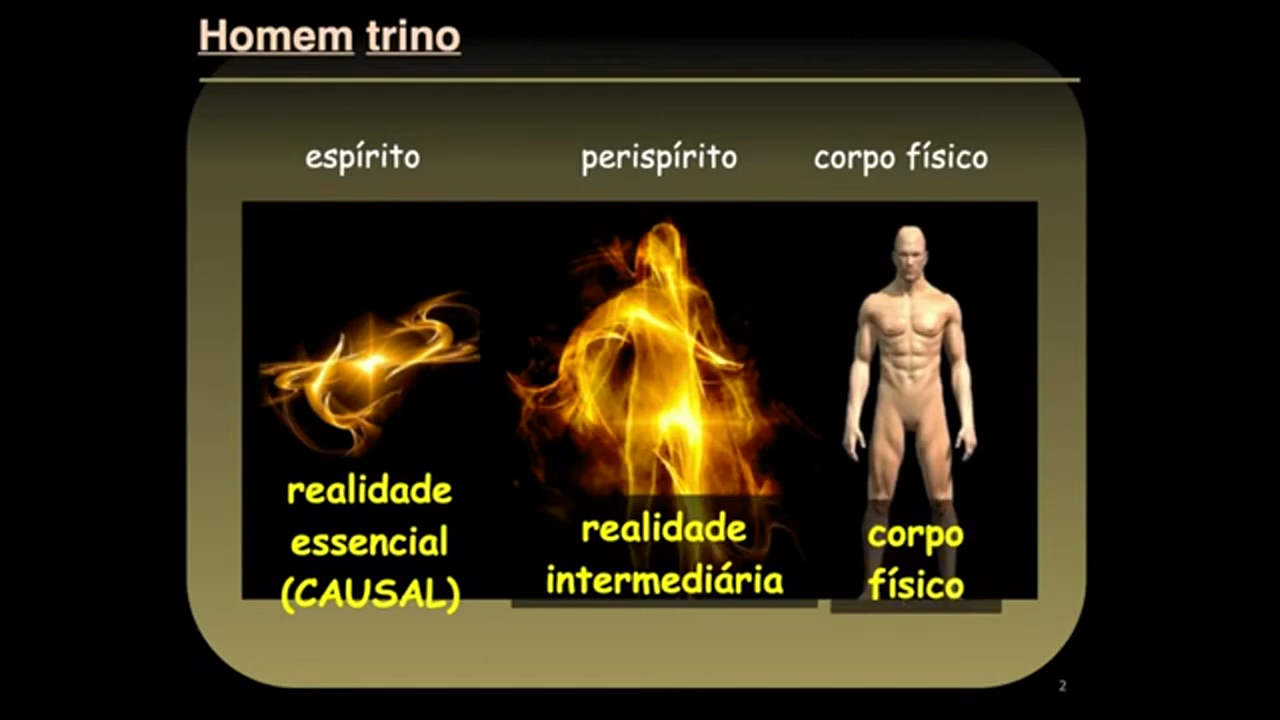 Homem trino
espírito
perispírito
corpo físico
realidade
essencial
(CAUSAL)
realidade
intermediária
corpo
físico
2